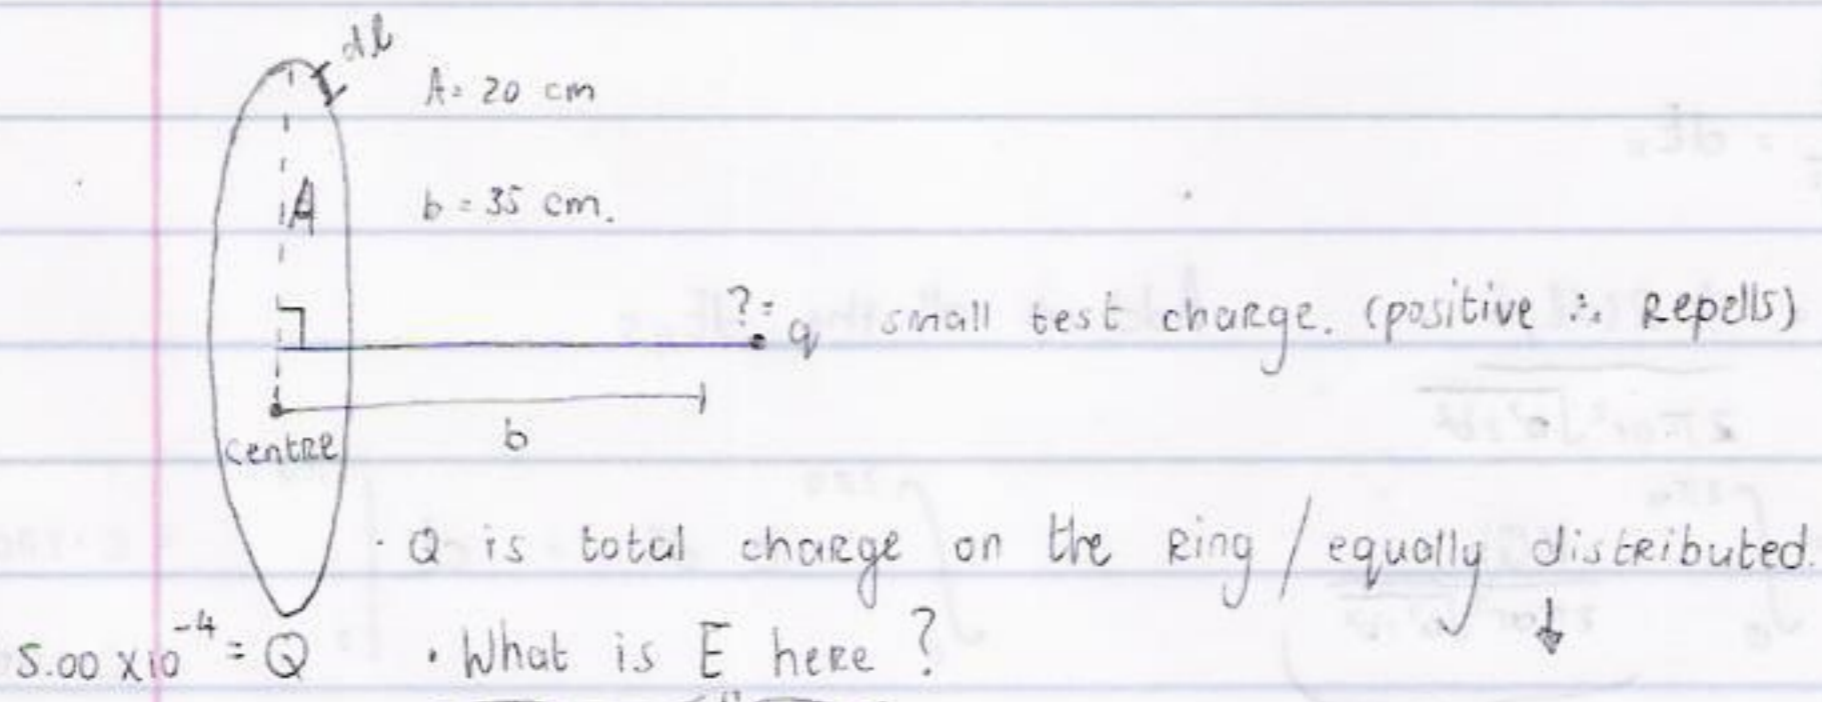 dl
A = 20 cm
A
b = 35 cm.
? = q small test charge. (positive ∴ Repells)
b
centre
· Q is total charge on the Ring / equally distributed.
5.00 x10⁻⁴ = Q · What is E here ?